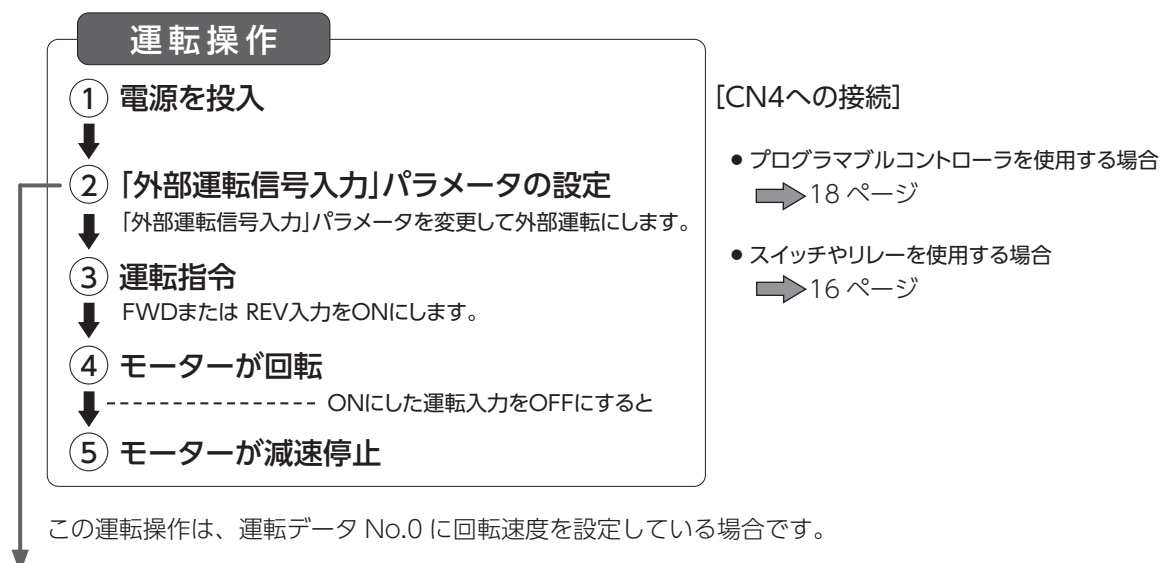 運転操作
① 電源を投入
② 「外部運転信号入力」パラメータの設定
「外部運転信号入力」パラメータを変更して外部運転にします。
③ 運転指令
FWDまたは REV入力をONにします。
④ モーターが回転
ONにした運転入力をOFFにすると
⑤ モーターが減速停止
[CN4への接続]
● プログラマブルコントローラを使用する場合
18 ページ
● スイッチやリレーを使用する場合
16 ページ
この運転操作は、運転データ No.0 に回転速度を設定している場合です。